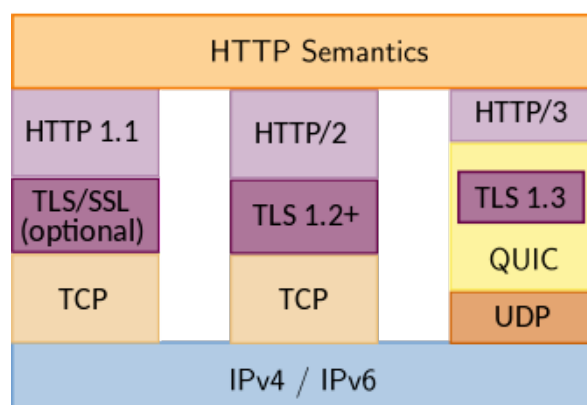 HTTP Semantics
HTTP 1.1
TLS/SSL
(optional)
TCP
HTTP/2
TLS 1.2+
TCP
HTTP/3
TLS 1.3
QUIC
UDP
IPv4 / IPv6